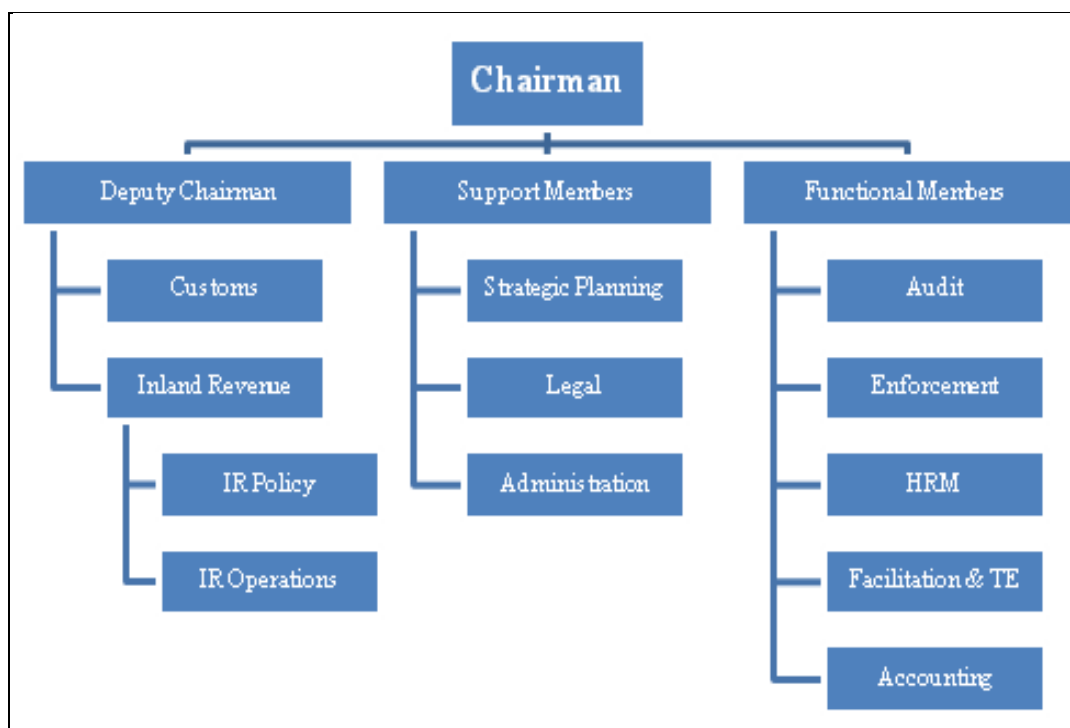 Chairman
Deputy Chairman
Support Members
Functional Members
Customs
Strategic Planning
Audit
Inland Revenue
Legal
Enforcement
IR Policy
Administration
HRM
IR Operations
Facilitation & TE
Accounting